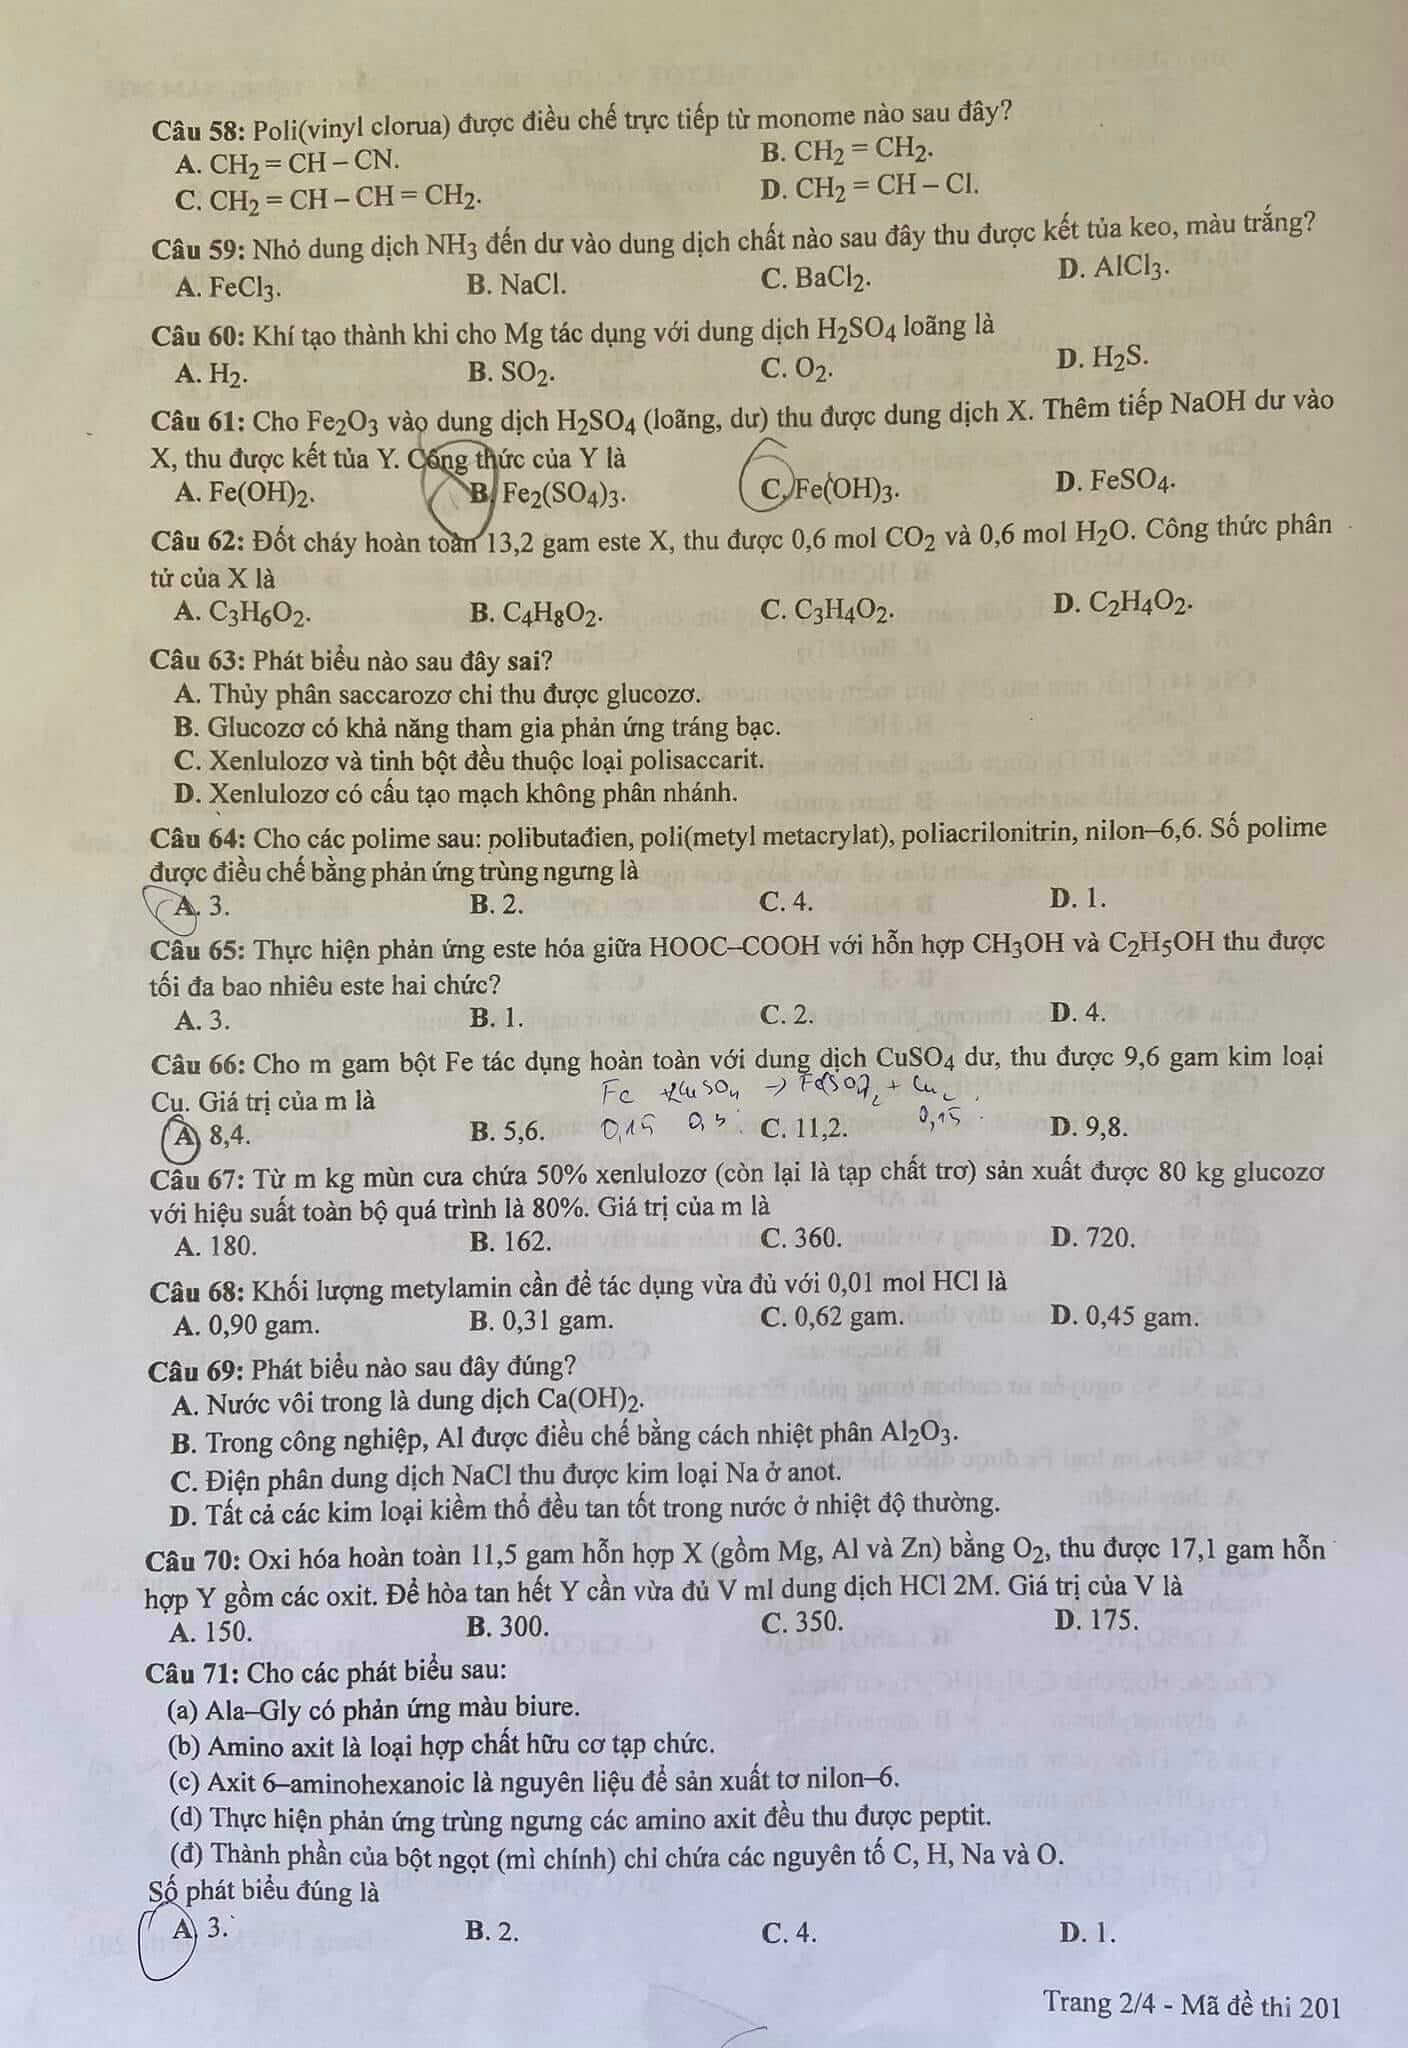 Câu 58: Poli(vinyl clorua) được điều chế trực tiếp từ monome nào sau đây?
A. CH2 = CH – CN. B. CH2 = CH2.
C. CH2 = CH – CH = CH2. D. CH2 = CH – Cl.
Câu 59: Nhỏ dung dịch NH3 đến dư vào dung dịch chất nào sau đây thu được kết tủa keo, màu trắng?
A. FeCl3. B. NaCl. C. BaCl2. D. AlCl3.
Câu 60: Khí tạo thành khi cho Mg tác dụng với dung dịch H2SO4 loãng là
A. H2. B. SO2. C. O2. D. H2S.
Câu 61: Cho Fe2O3 vào dung dịch H2SO4 (loãng, dư) thu được dung dịch X. Thêm tiếp NaOH dư vào
X, thu được kết tủa Y. Công thức của Y là
A. Fe(OH)2. B. Fe2(SO4)3. C. Fe(OH)3. D. FeSO4.
Câu 62: Đốt cháy hoàn toàn 13,2 gam este X, thu được 0,6 mol CO2 và 0,6 mol H2O. Công thức phân
tử của X là
A. C3H6O2. B. C4H8O2. C. C3H4O2. D. C2H4O2.
Câu 63: Phát biểu nào sau đây sai?
A. Thủy phân saccarozơ chỉ thu được glucozơ.
B. Glucozơ có khả năng tham gia phản ứng tráng bạc.
C. Xenlulozơ và tinh bột đều thuộc loại polisaccarit.
D. Xenlulozơ có cấu tạo mạch không phân nhánh.
Câu 64: Cho các polime sau: polibutađien, poli(metyl metacrylat), poliacrilonitrin, nilon–6,6. Số polime
được điều chế bằng phản ứng trùng ngưng là
A. 3. B. 2. C. 4. D. 1.
Câu 65: Thực hiện phản ứng este hóa giữa HOOC–COOH với hỗn hợp CH3OH và C2H5OH thu được
tối đa bao nhiêu este hai chức?
A. 3. B. 1. C. 2. D. 4.
Câu 66: Cho m gam bột Fe tác dụng hoàn toàn với dung dịch CuSO4 dư, thu được 9,6 gam kim loại
Cu. Giá trị của m là
A. 8,4. B. 5,6. 0,15 C. 11,2. 0,15 D. 9,8.
Câu 67: Từ m kg mùn cưa chứa 50% xenlulozơ (còn lại là tạp chất trơ) sản xuất được 80 kg glucozơ
với hiệu suất toàn bộ quá trình là 80%. Giá trị của m là
A. 180. B. 162. C. 360. D. 720.
Câu 68: Khối lượng metylamin cần để tác dụng vừa đủ với 0,01 mol HCl là
A. 0,90 gam. B. 0,31 gam. C. 0,62 gam. D. 0,45 gam.
Câu 69: Phát biểu nào sau đây đúng?
A. Nước vôi trong là dung dịch Ca(OH)2.
B. Trong công nghiệp, Al được điều chế bằng cách nhiệt phân Al2O3.
C. Điện phân dung dịch NaCl thu được kim loại Na ở anot.
D. Tất cả các kim loại kiềm thổ đều tan tốt trong nước ở nhiệt độ thường.
Câu 70: Oxi hóa hoàn toàn 11,5 gam hỗn hợp X (gồm Mg, Al và Zn) bằng O2, thu được 17,1 gam hỗn
hợp Y gồm các oxit. Để hòa tan hết Y cần vừa đủ V ml dung dịch HCl 2M. Giá trị của V là
A. 150. B. 300. C. 350. D. 175.
Câu 71: Cho các phát biểu sau:
(a) Ala–Gly có phản ứng màu biure.
(b) Amino axit là loại hợp chất hữu cơ tạp chức.
(c) Axit 6–aminohexanoic là nguyên liệu để sản xuất tơ nilon–6.
(d) Thực hiện phản ứng trùng ngưng các amino axit đều thu được peptit.
(đ) Thành phần của bột ngọt (mì chính) chỉ chứa các nguyên tố C, H, Na và O.
Số phát biểu đúng là
A. 3. B. 2. C. 4. D. 1.
Trang 2/4 - Mã đề thi 201